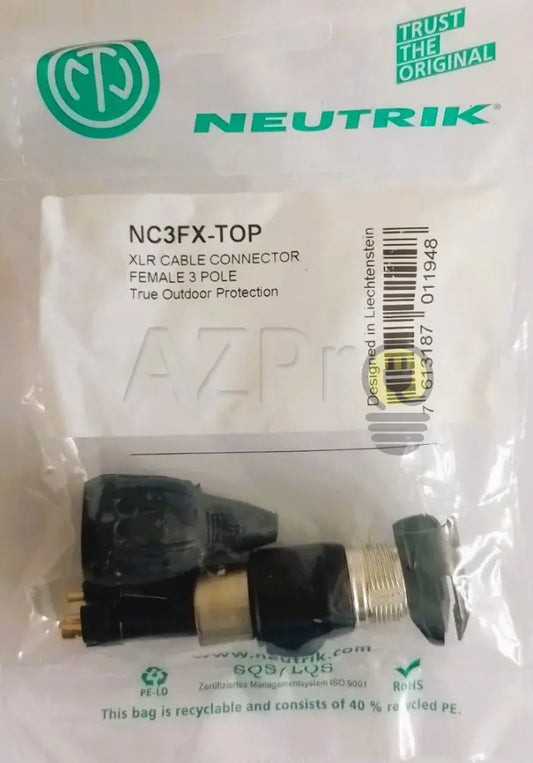 TRUST
THE
ORIGINAL
NEUTRIK®
NC3FX-TOP
XLR CABLE CONNECTOR
FEMALE 3 POLE
True Outdoor Protection
Designed in Liechtenstein
7 613187 011948
AZPro
www.neutrik.com
SQS/LQS
Zertifiziertes Managementsystem ISO 9001
PE-LD
RoHS
This bag is recyclable and consists of 40 % recycled PE.